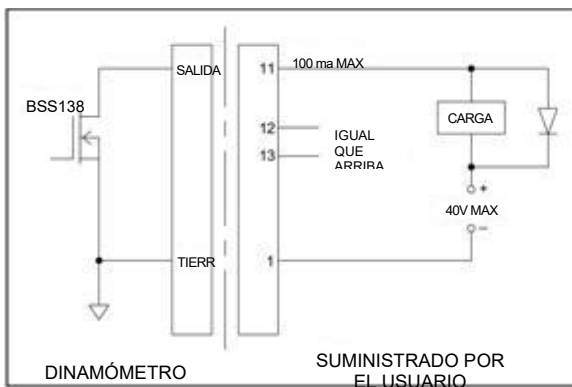 SALIDA
11
100 ma MAX
BSS138
CARGA
12
13
IGUAL
QUE
ARRIBA
+
40V MAX
–
TIERR
1
DINAMÓMETRO
SUMINISTRADO POR
EL USUARIO